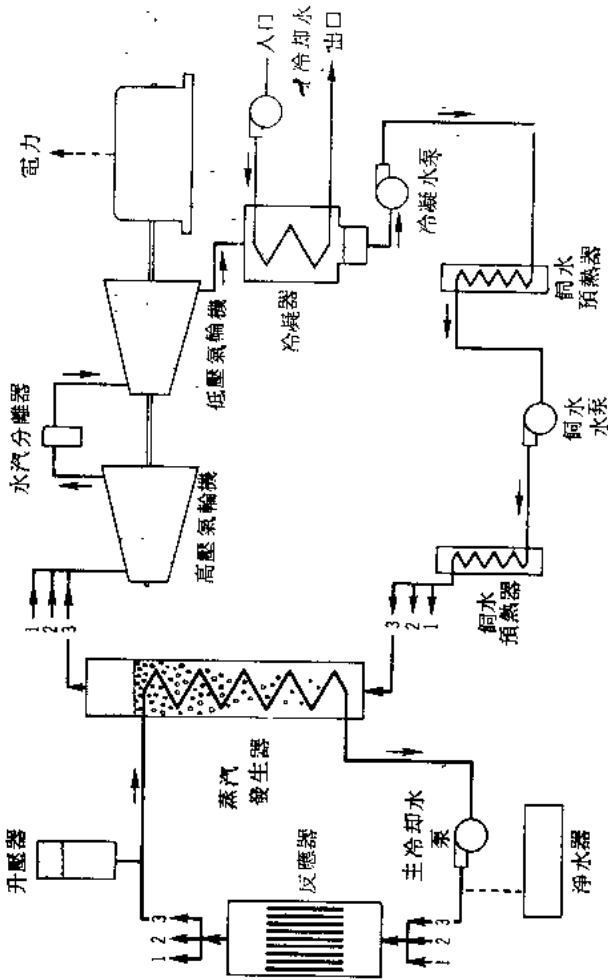 升壓器
1 2 3
反應器
1 2 3
淨水器
主冷却水
泵
蒸汽
發生器
1
2
3
高壓氣輪機
水汽分離器
低壓氣輪機
電力
冷凝器
入口
冷却水
出口
冷凝水泵
飼水
預熱器
飼水
水泵
飼水
預熱器
3
2
1